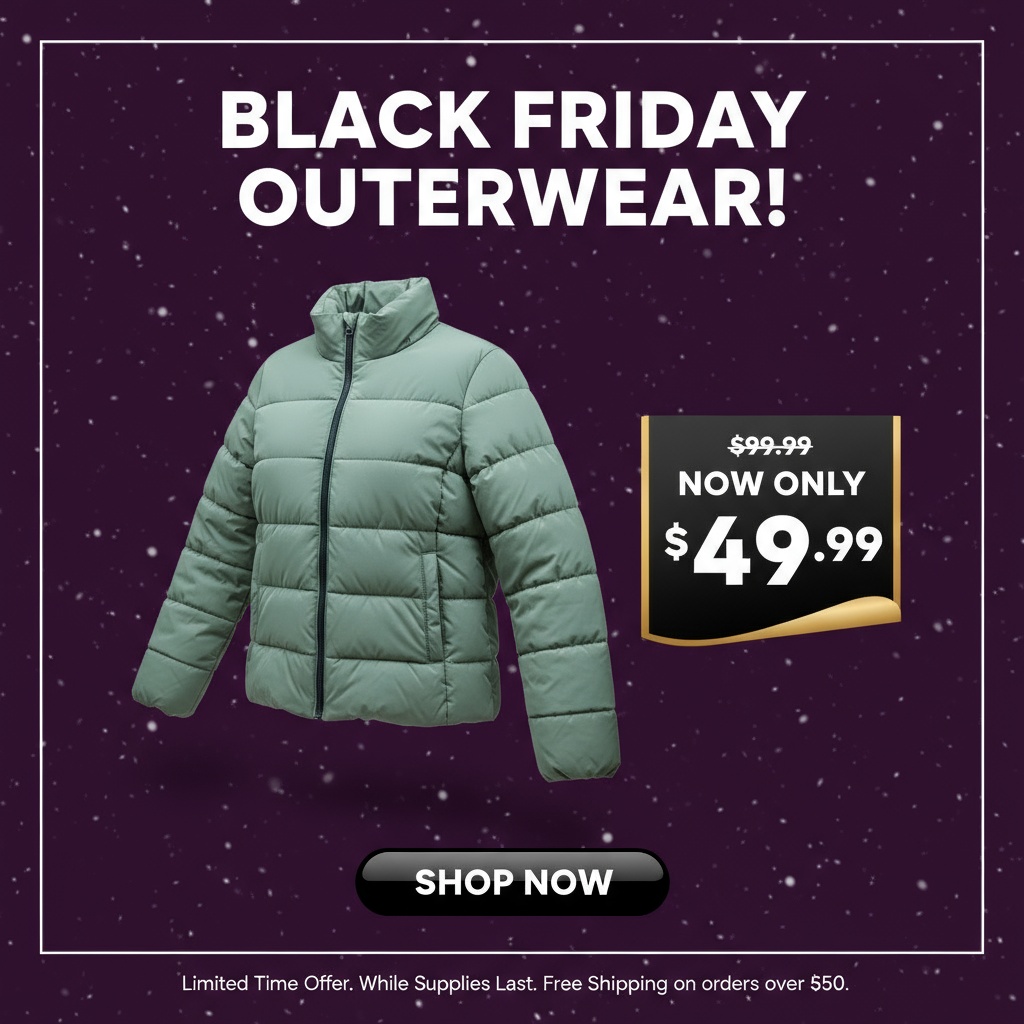 BLACK FRIDAY
OUTERWEAR!
$99.99
NOW ONLY
$49.99
SHOP NOW
Limited Time Offer. While Supplies Last. Free Shipping on orders over $50.